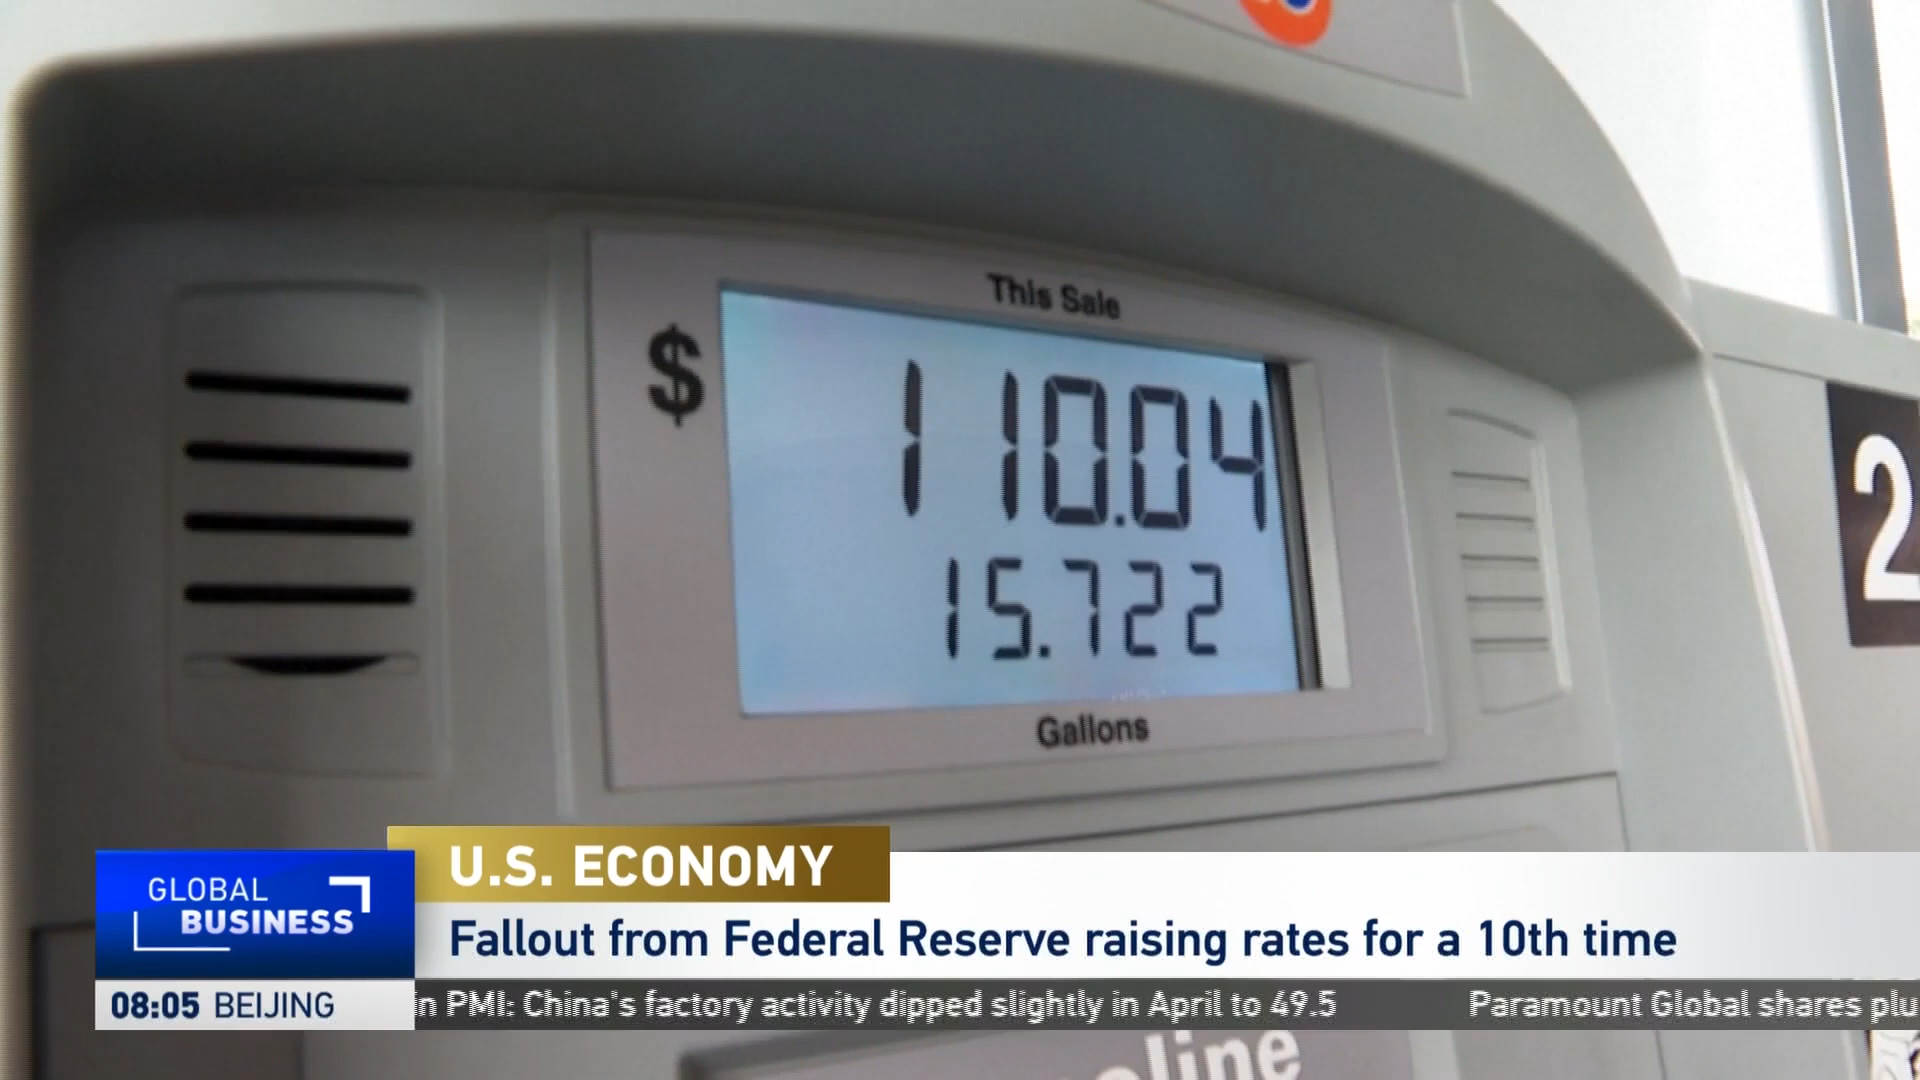 This Sale
$
110.04
15.722
Gallons
2
U.S. ECONOMY
GLOBAL
BUSINESS
Fallout from Federal Reserve raising rates for a 10th time
08:05 BEIJING
in PMI: China's factory activity dipped slightly in April to 49.5
Paramount Global shares plu
line